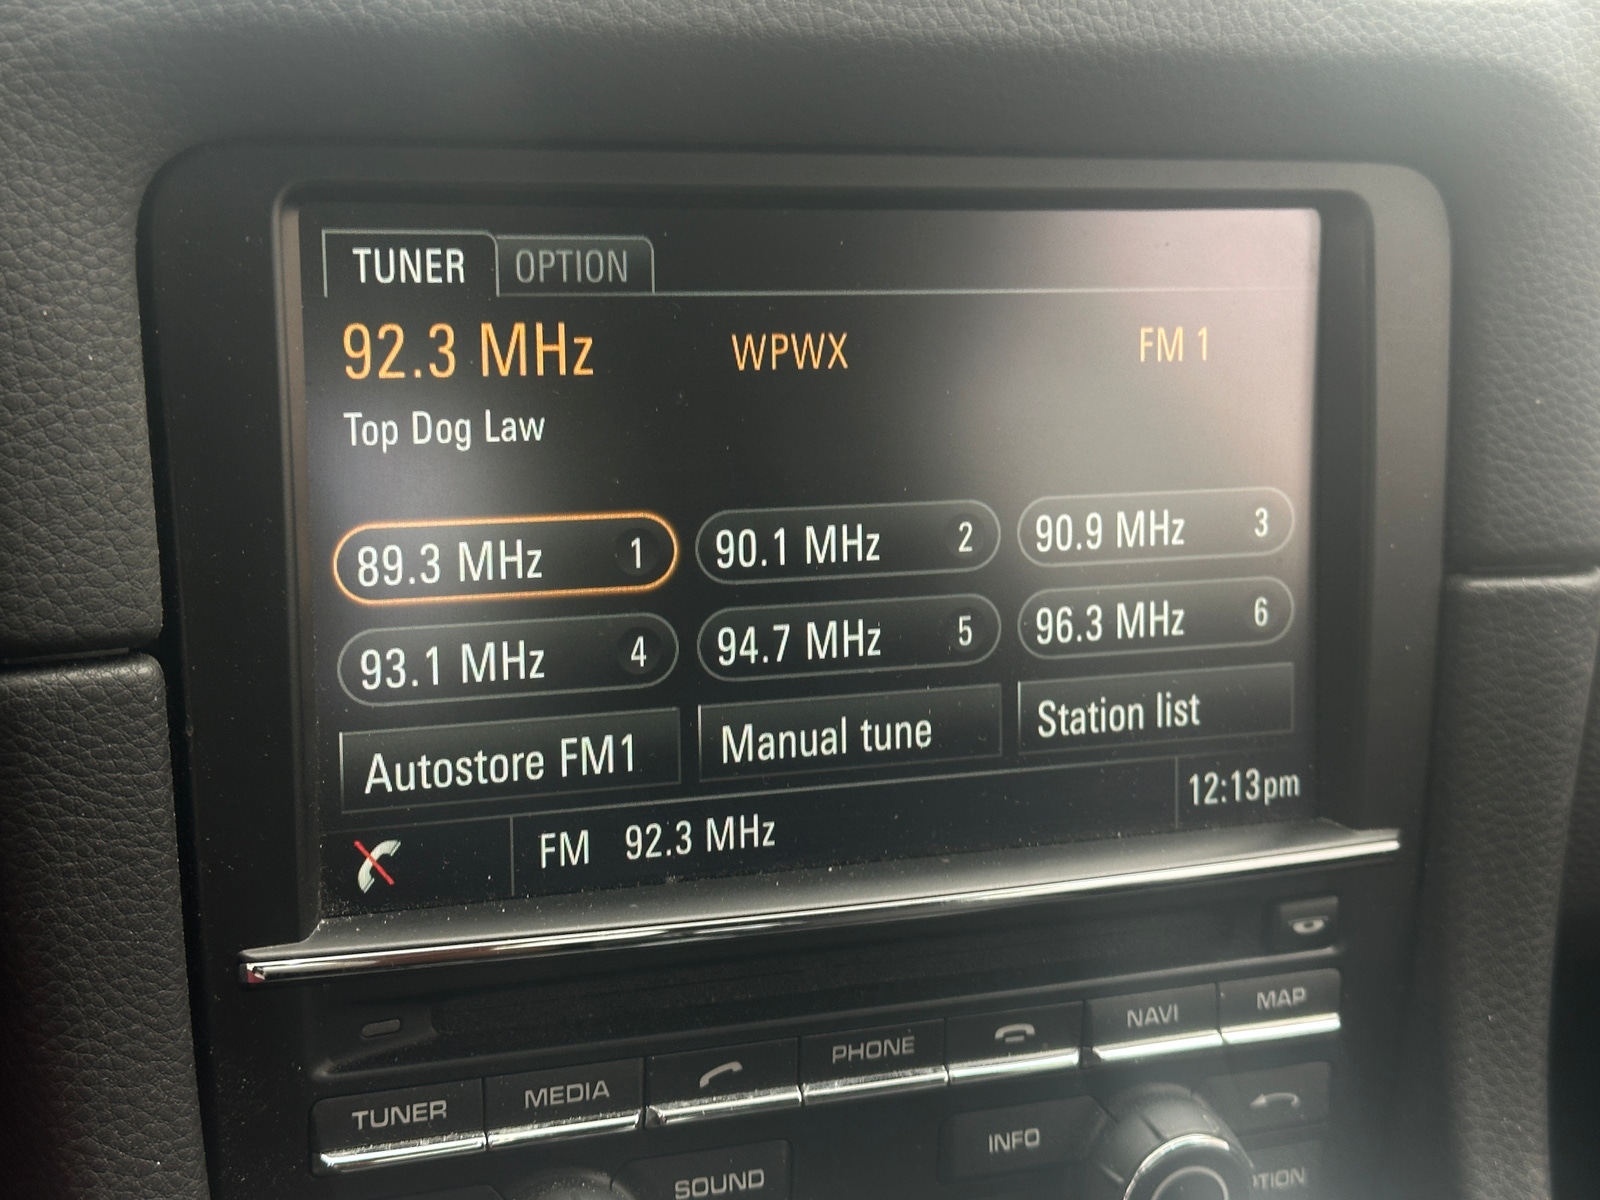 TUNER OPTION
92.3 MHz WPWX FM 1
Top Dog Law
89.3 MHz 1 90.1 MHz 2 90.9 MHz 3
93.1 MHz 4 94.7 MHz 5 96.3 MHz 6
Autostore FM1 Manual tune Station list
FM 92.3 MHz 12:13pm
TUNER MEDIA PHONE NAVI MAP
SOUND INFO